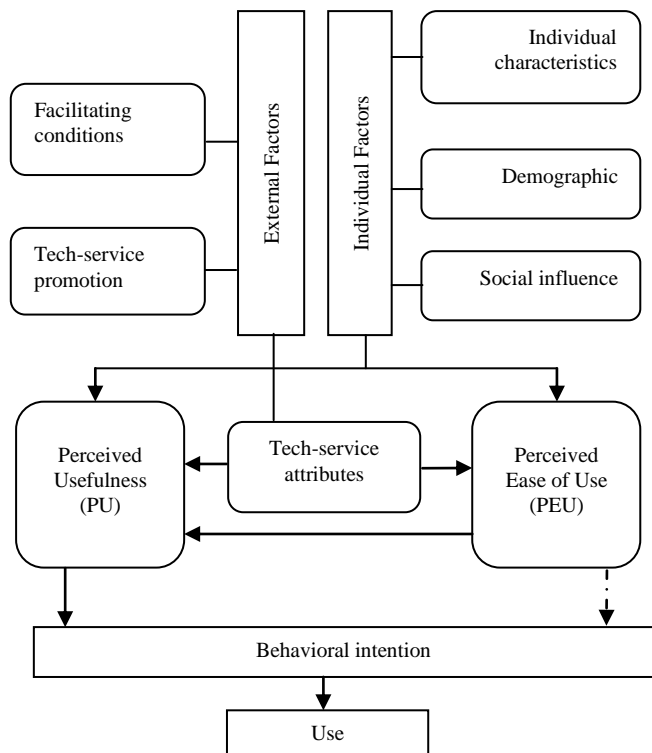 Individual
characteristics
Facilitating
conditions
External Factors
Individual Factors
Demographic
Tech-service
promotion
Social influence
Perceived
Usefulness
(PU)
Tech-service
attributes
Perceived
Ease of Use
(PEU)
Behavioral intention
Use